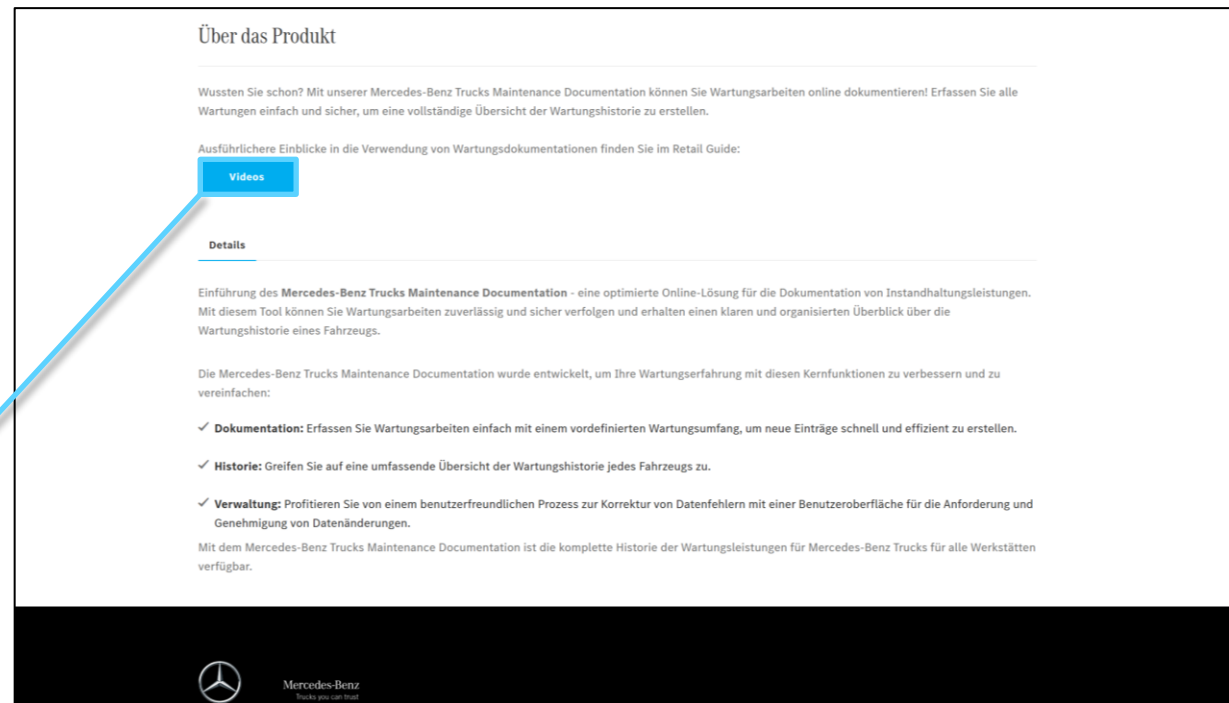 Über das Produkt
Wussten Sie schon? Mit unserer Mercedes-Benz Trucks Maintenance Documentation können Sie Wartungsarbeiten online dokumentieren! Erfassen Sie alle
Wartungen einfach und sicher, um eine vollständige Übersicht der Wartungshistorie zu erstellen.
Ausführlichere Einblicke in die Verwendung von Wartungsdokumentationen finden Sie im Retail Guide:
Videos
Details
Einführung des Mercedes-Benz Trucks Maintenance Documentation - eine optimierte Online-Lösung für die Dokumentation von Instandhaltungsleistungen.
Mit diesem Tool können Sie Wartungsarbeiten zuverlässig und sicher verfolgen und erhalten einen klaren und organisierten Überblick über die
Wartungshistorie eines Fahrzeugs.
Die Mercedes-Benz Trucks Maintenance Documentation wurde entwickelt, um Ihre Wartungserfahrung mit diesen Kernfunktionen zu verbessern und zu
vereinfachen:
✓ Dokumentation: Erfassen Sie Wartungsarbeiten einfach mit einem vordefinierten Wartungsumfang, um neue Einträge schnell und effizient zu erstellen.
✓ Historie: Greifen Sie auf eine umfassende Übersicht der Wartungshistorie jedes Fahrzeugs zu.
✓ Verwaltung: Profitieren Sie von einem benutzerfreundlichen Prozess zur Korrektur von Datenfehlern mit einer Benutzeroberfläche für die Anforderung und
Genehmigung von Datenänderungen.
Mit dem Mercedes-Benz Trucks Maintenance Documentation ist die komplette Historie der Wartungsleistungen für Mercedes-Benz Trucks für alle Werkstätten
verfügbar.
Mercedes-Benz
Trucks you can trust